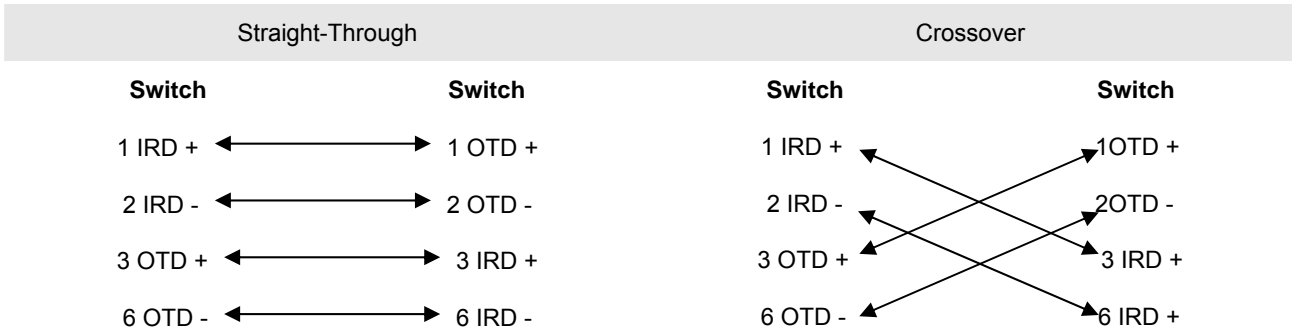 Straight-Through Crossover
Switch Switch Switch Switch
1 IRD + 1 OTD + 1 IRD + 1OTD +
2 IRD - 2 OTD - 2 IRD - 2OTD -
3 OTD + 3 IRD + 3 OTD + 3 IRD +
6 OTD - 6 IRD - 6 OTD - 6 IRD +